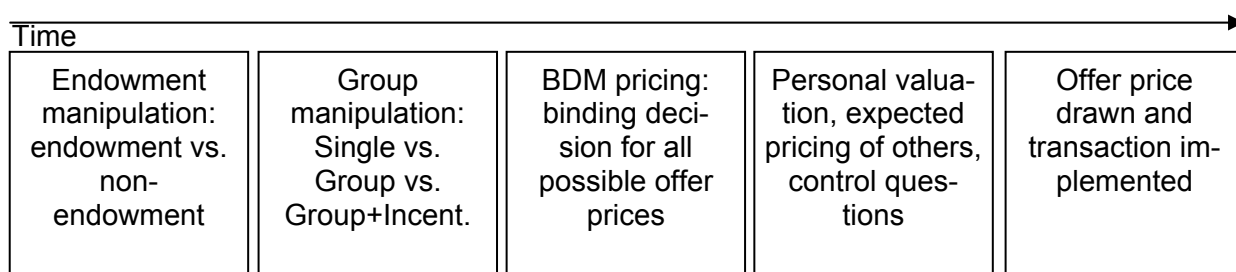 Time
Endowment
manipulation:
endowment vs.
non-
endowment
Group
manipulation:
Single vs.
Group vs.
Group+Incent.
BDM pricing:
binding deci-
sion for all
possible offer
prices
Personal valua-
tion, expected
pricing of others,
control ques-
tions
Offer price
drawn and
transaction im-
plemented